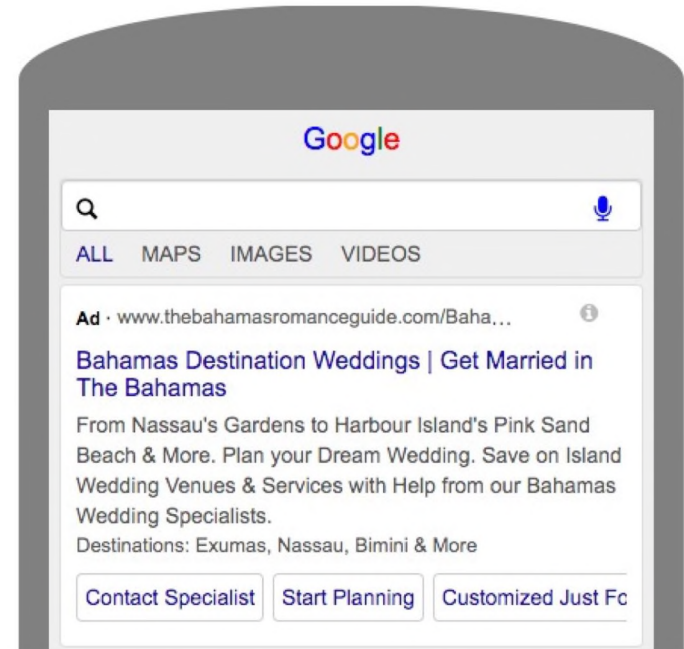 Google
ALL MAPS IMAGES VIDEOS
Ad · www.thebahamasromanceguide.com/Baha...
Bahamas Destination Weddings | Get Married in
The Bahamas
From Nassau's Gardens to Harbour Island's Pink Sand
Beach & More. Plan your Dream Wedding. Save on Island
Wedding Venues & Services with Help from our Bahamas
Wedding Specialists.
Destinations: Exumas, Nassau, Bimini & More
Contact Specialist Start Planning Customized Just Fo